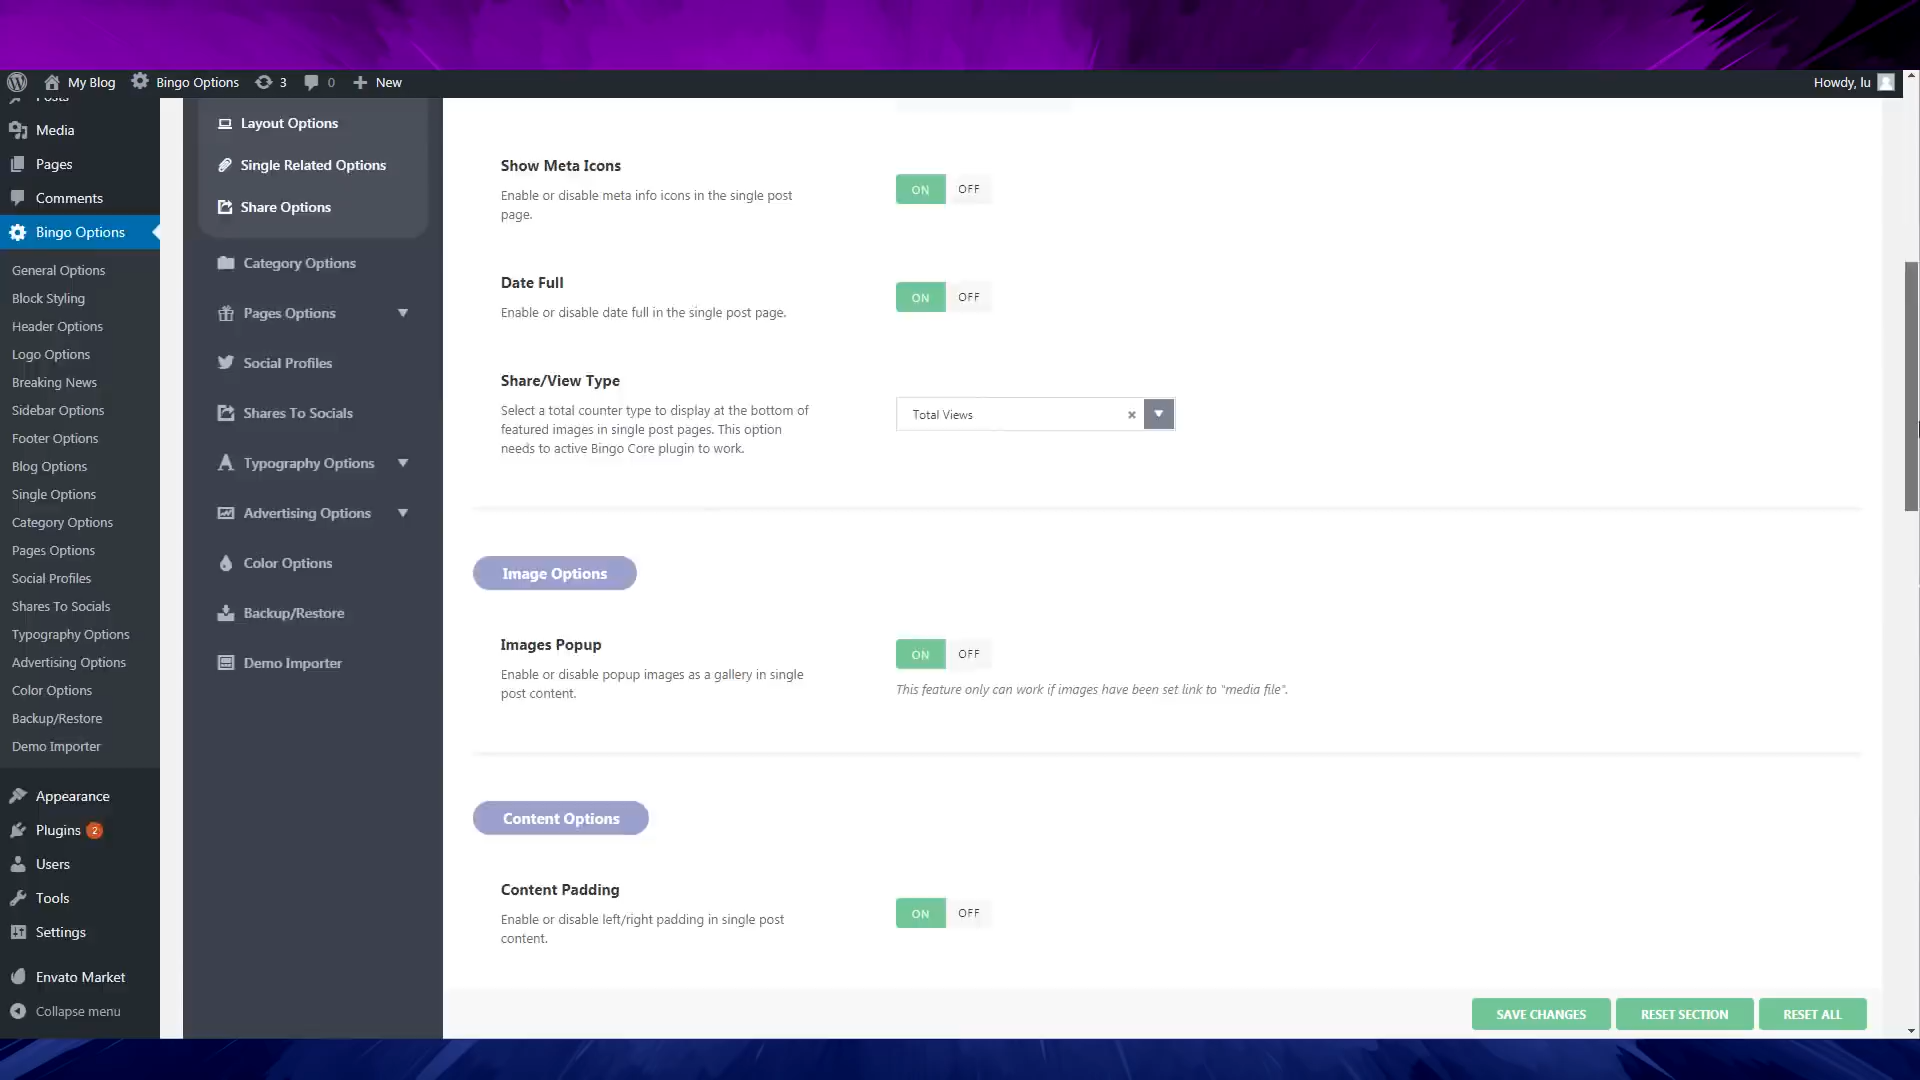 My Blog
Bingo Options
3
0
New
Howdy, lu
Posts
Media
Pages
Comments
Bingo Options
General Options
Block Styling
Header Options
Logo Options
Breaking News
Sidebar Options
Footer Options
Blog Options
Single Options
Category Options
Pages Options
Social Profiles
Shares To Socials
Typography Options
Advertising Options
Color Options
Backup/Restore
Demo Importer
Appearance
Plugins 2
Users
Tools
Settings
Envato Market
Collapse menu
Layout Options
Single Related Options
Share Options
Category Options
Pages Options
Social Profiles
Shares To Socials
Typography Options
Advertising Options
Color Options
Backup/Restore
Demo Importer
Show Meta Icons
Enable or disable meta info icons in the single post
page.
ON OFF
Date Full
Enable or disable date full in the single post page.
ON OFF
Share/View Type
Select a total counter type to display at the bottom of
featured images in single post pages. This option
needs to active Bingo Core plugin to work.
Total Views
Image Options
Images Popup
Enable or disable popup images as a gallery in single
post content.
ON OFF
This feature only can work if images have been set link to "media file".
Content Options
Content Padding
Enable or disable left/right padding in single post
content.
ON OFF
SAVE CHANGES
RESET SECTION
RESET ALL